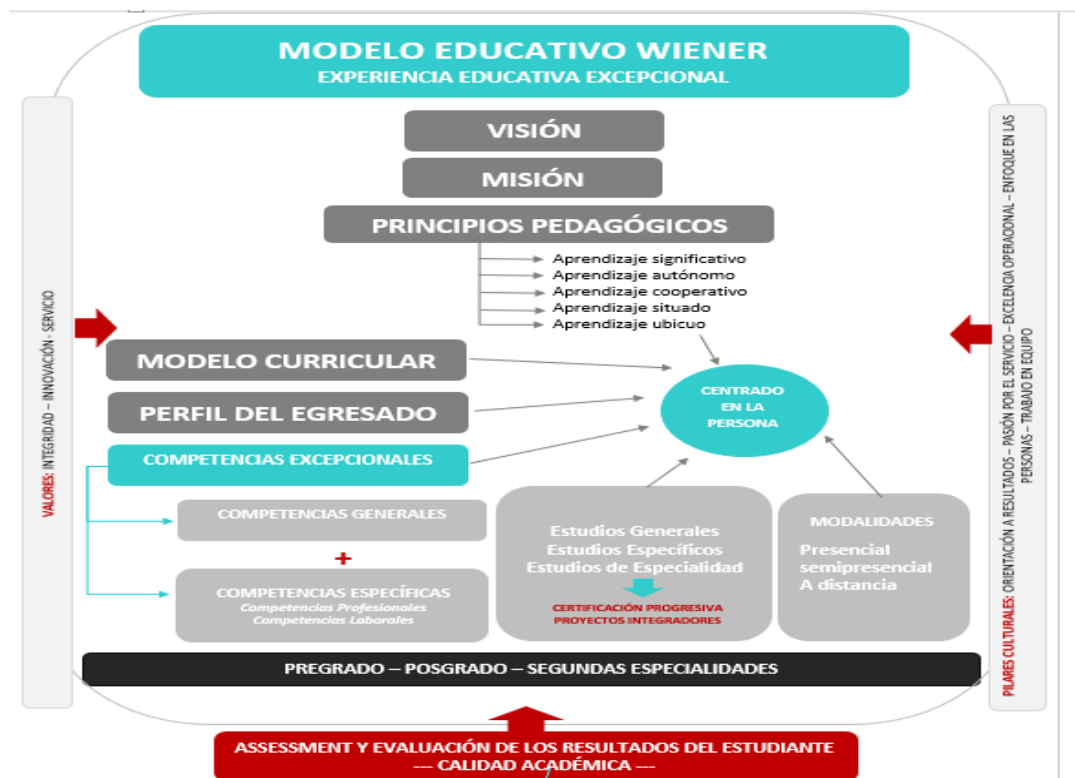 MODELO EDUCATIVO WIENER
EXPERIENCIA EDUCATIVA EXCEPCIONAL
VISIÓN
MISIÓN
PRINCIPIOS PEDAGÓGICOS
Aprendizaje significativo
Aprendizaje autónomo
Aprendizaje cooperativo
Aprendizaje situado
Aprendizaje ubicuo
VALORES: INTEGRIDAD – INNOVACIÓN - SERVICIO
PILARES CULTURALES: ORIENTACIÓN A RESULTADOS – PASIÓN POR EL SERVICIO – EXCELENCIA OPERACIONAL – ENFOQUE EN LAS
PERSONAS – TRABAJO EN EQUIPO
MODELO CURRICULAR
PERFIL DEL EGRESADO
COMPETENCIAS EXCEPCIONALES
CENTRADO
EN LA
PERSONA
COMPETENCIAS GENERALES
+
COMPETENCIAS ESPECÍFICAS
Competencias Profesionales
Competencias Laborales
Estudios Generales
Estudios Específicos
Estudios de Especialidad
CERTIFICACIÓN PROGRESIVA
PROYECTOS INTEGRADORES
MODALIDADES
Presencial
semipresencial
A distancia
PREGRADO – POSGRADO – SEGUNDAS ESPECIALIDADES
ASSESSMENT Y EVALUACIÓN DE LOS RESULTADOS DEL ESTUDIANTE
--- CALIDAD ACADÉMICA ---